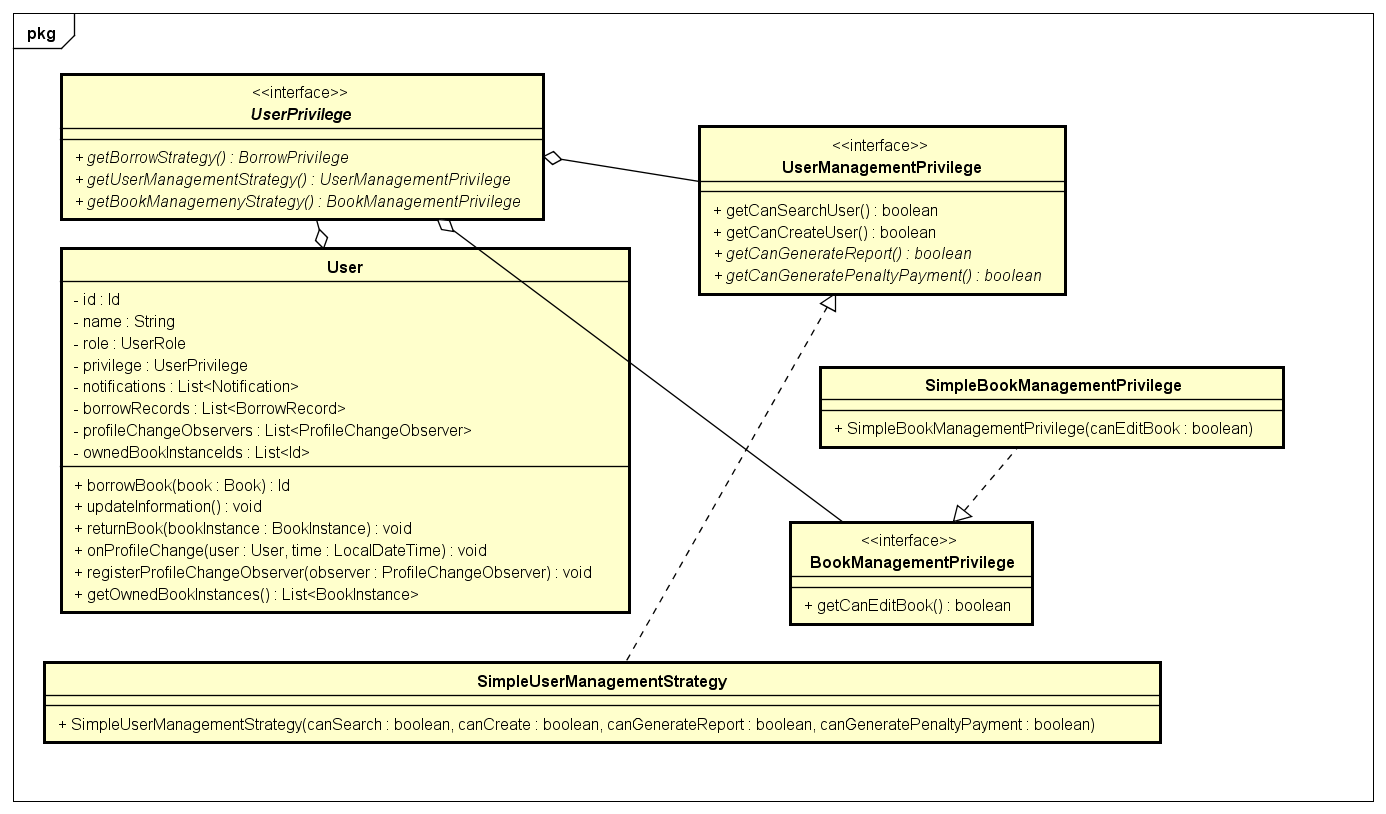 pkg
<<interface>>
UserPrivilege
+ getBorrowStrategy() : BorrowPrivilege
+ getUserManagementStrategy() : UserManagementPrivilege
+ getBookManagemenyStrategy() : BookManagementPrivilege
<<interface>>
UserManagementPrivilege
+ getCanSearchUser() : boolean
+ getCanCreateUser() : boolean
+ getCanGenerateReport() : boolean
+ getCanGeneratePenaltyPayment() : boolean
User
- id : Id
- name : String
- role : UserRole
- privilege : UserPrivilege
- notifications : List<Notification>
- borrowRecords : List<BorrowRecord>
- profileChangeObservers : List<ProfileChangeObserver>
- ownedBookInstanceIds : List<Id>
+ borrowBook(book : Book) : Id
+ updateInformation() : void
+ returnBook(bookInstance : BookInstance) : void
+ onProfileChange(user : User, time : LocalDateTime) : void
+ registerProfileChangeObserver(observer : ProfileChangeObserver) : void
+ getOwnedBookInstances() : List<BookInstance>
SimpleBookManagementPrivilege
+ SimpleBookManagementPrivilege(canEditBook : boolean)
<<interface>>
BookManagementPrivilege
+ getCanEditBook() : boolean
SimpleUserManagementStrategy
+ SimpleUserManagementStrategy(canSearch : boolean, canCreate : boolean, canGenerateReport : boolean, canGeneratePenaltyPayment : boolean)